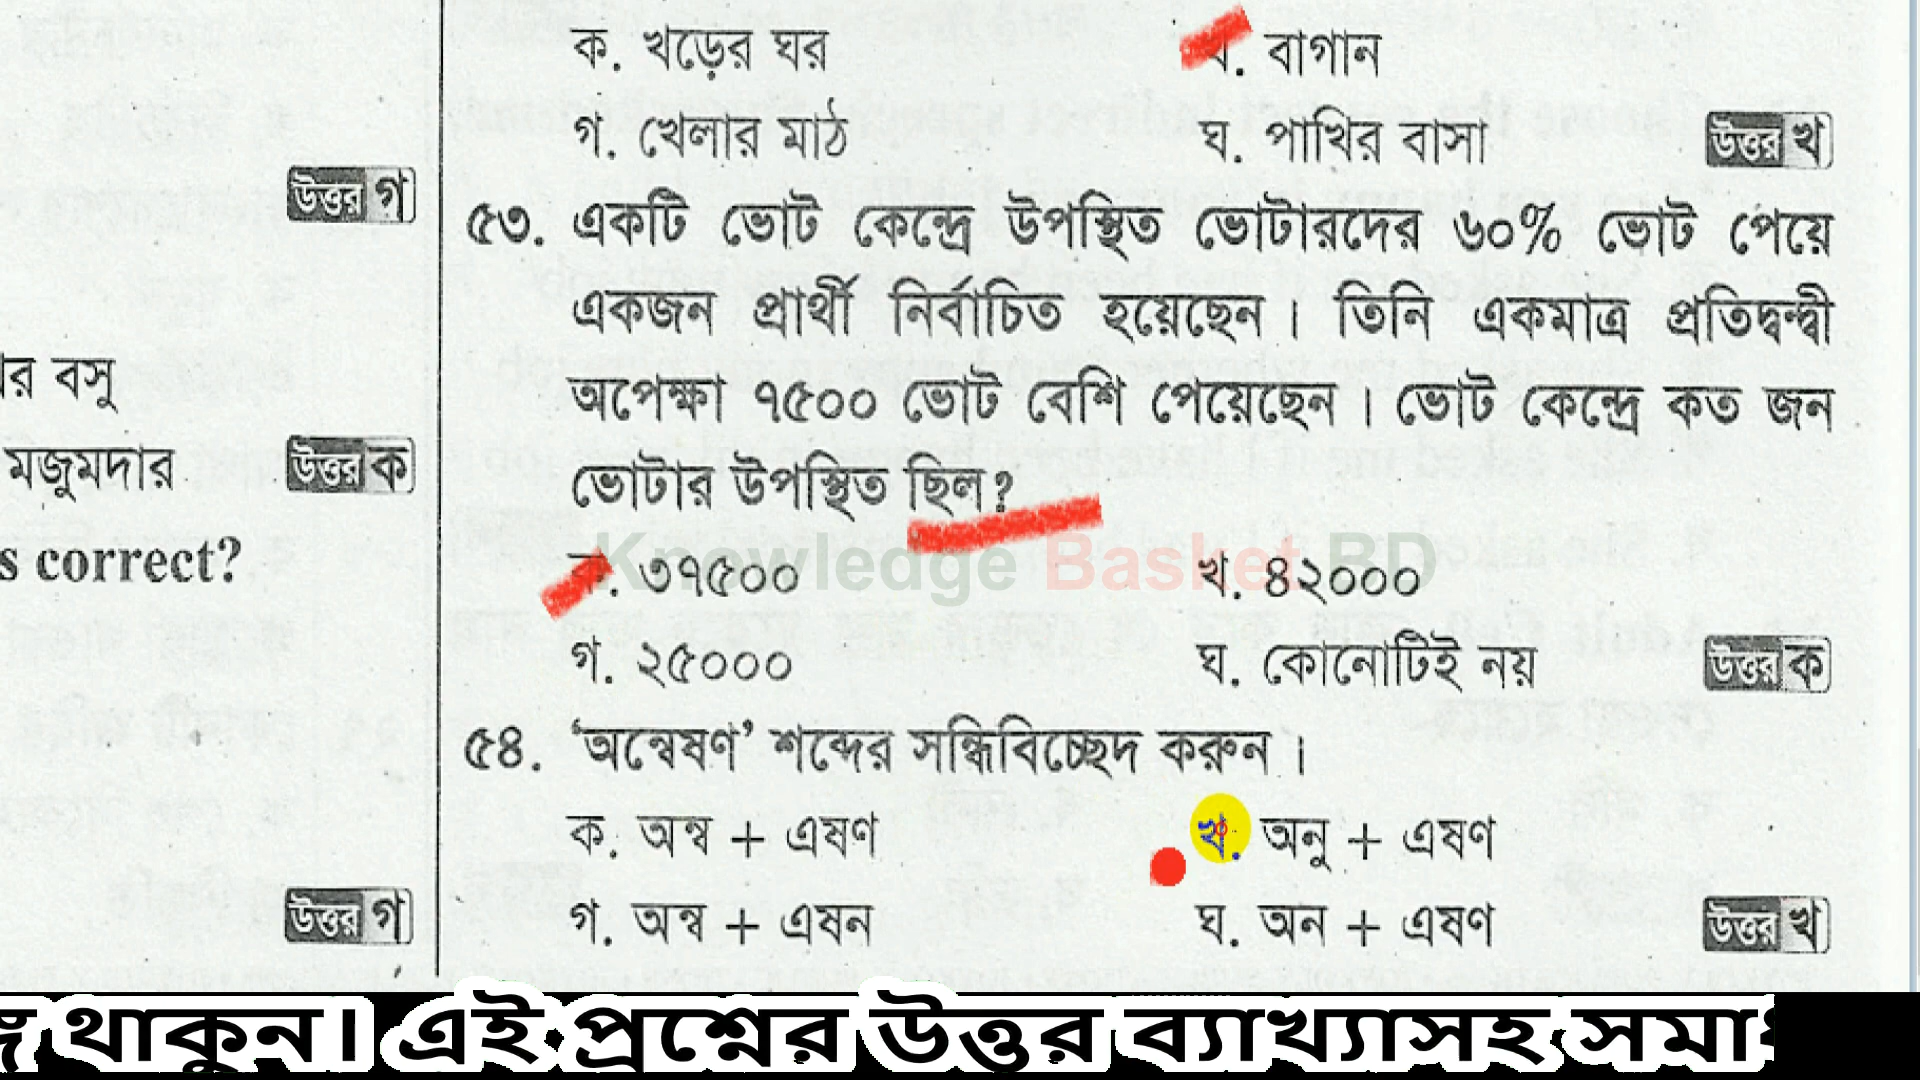 ক. খড়ের ঘর
খ. বাগান
গ. খেলার মাঠ
ঘ. পাখির বাসা
উত্তর খ
উত্তর গ
র বসু
মজুমদার
উত্তর ক
s correct?
উত্তর গ
৫৩. একটি ভোট কেন্দ্রে উপস্থিত ভোটারদের ৬০% ভোট পেয়ে
একজন প্রার্থী নির্বাচিত হয়েছেন। তিনি একমাত্র প্রতিদ্বন্দ্বী
অপেক্ষা ৭৫০০ ভোট বেশি পেয়েছেন। ভোট কেন্দ্রে কত জন
ভোটার উপস্থিত ছিল?
Knowledge Basket BD
ক. ৩৭৫০০
খ. ৪২০০০
গ. ২৫০০০
ঘ. কোনোটিই নয়
উত্তর ক
৫৪. ‘অন্বেষণ’ শব্দের সন্ধিবিচ্ছেদ করুন।
ক. অন্ব + এষণ
খ. অনু + এষণ
গ. অন্ব + এষন
ঘ. অন + এষণ
উত্তর খ
থাকুন। এই প্রশ্নের উত্তর ব্যাখ্যাসহ